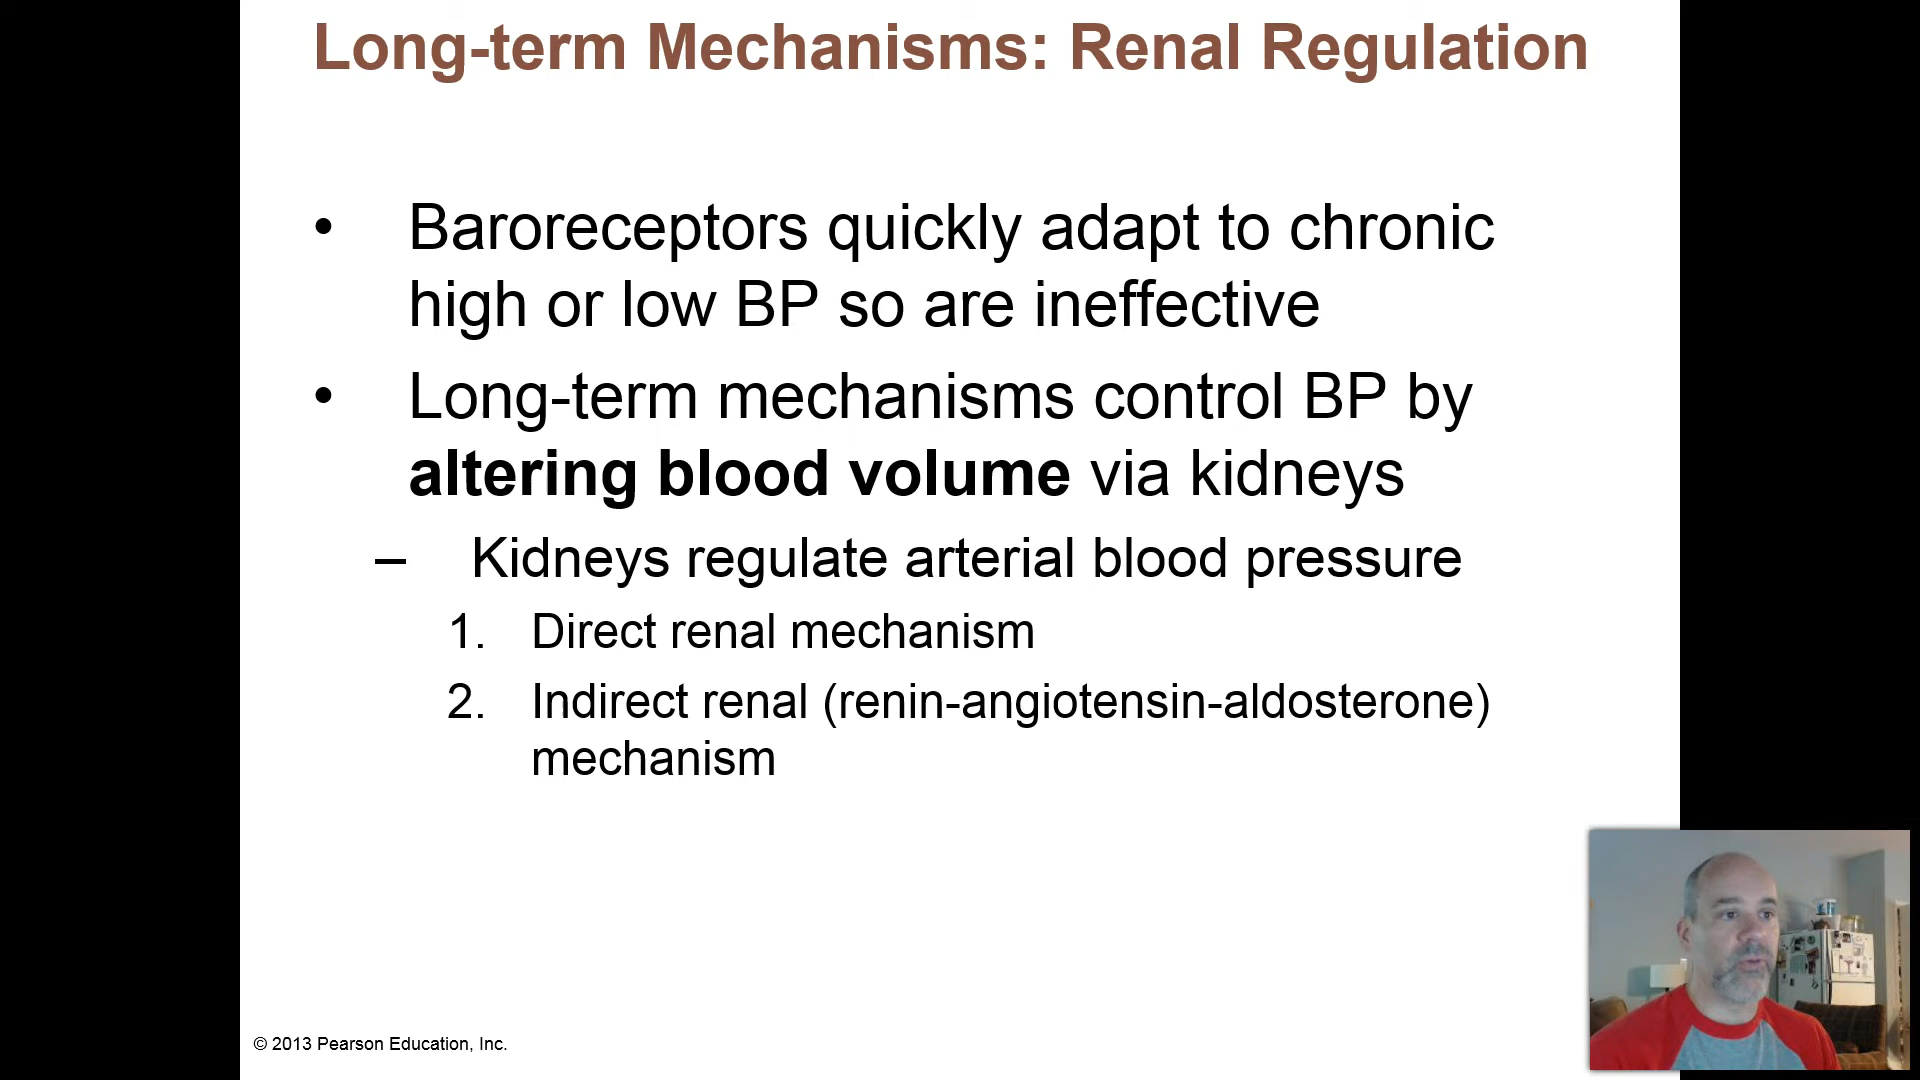 Long-term Mechanisms: Renal Regulation
• Baroreceptors quickly adapt to chronic
high or low BP so are ineffective
• Long-term mechanisms control BP by
altering blood volume via kidneys
– Kidneys regulate arterial blood pressure
1. Direct renal mechanism
2. Indirect renal (renin-angiotensin-aldosterone)
mechanism
© 2013 Pearson Education, Inc.